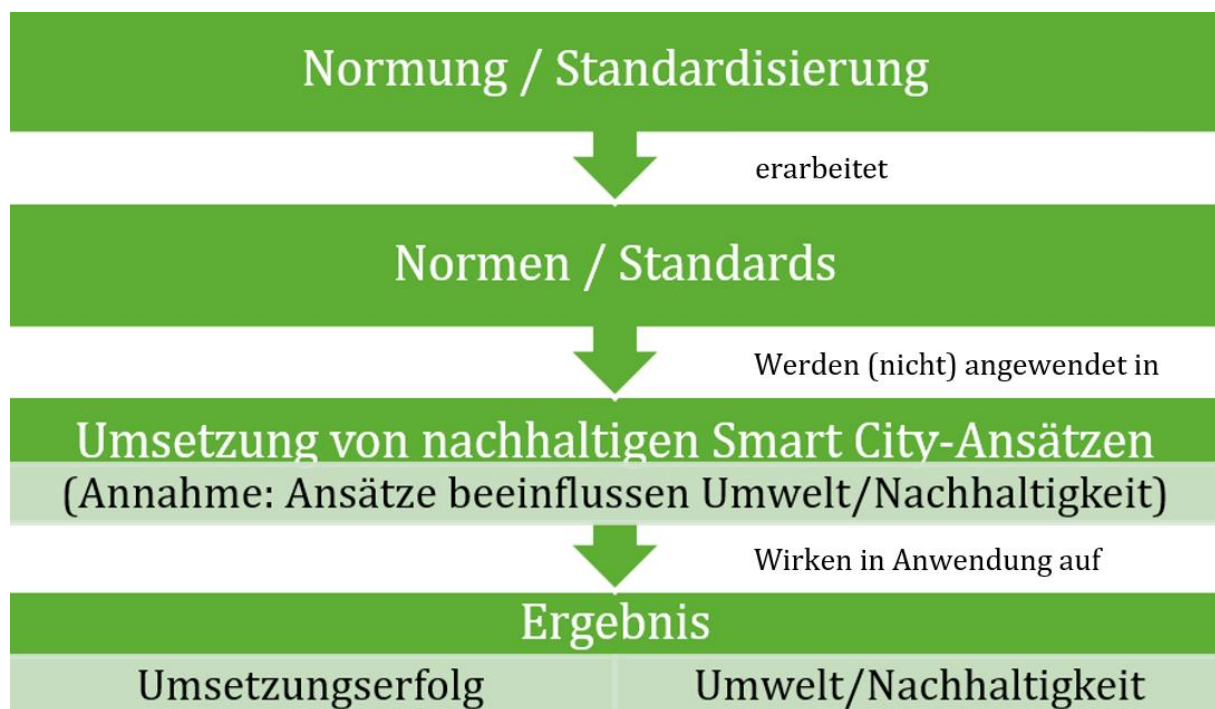 Normung / Standardisierung
erarbeitet
Normen / Standards
Werden (nicht) angewendet in
Umsetzung von nachhaltigen Smart City-Ansätzen
(Annahme: Ansätze beeinflussen Umwelt/Nachhaltigkeit)
Wirken in Anwendung auf
Ergebnis
Umsetzungserfolg
Umwelt/Nachhaltigkeit